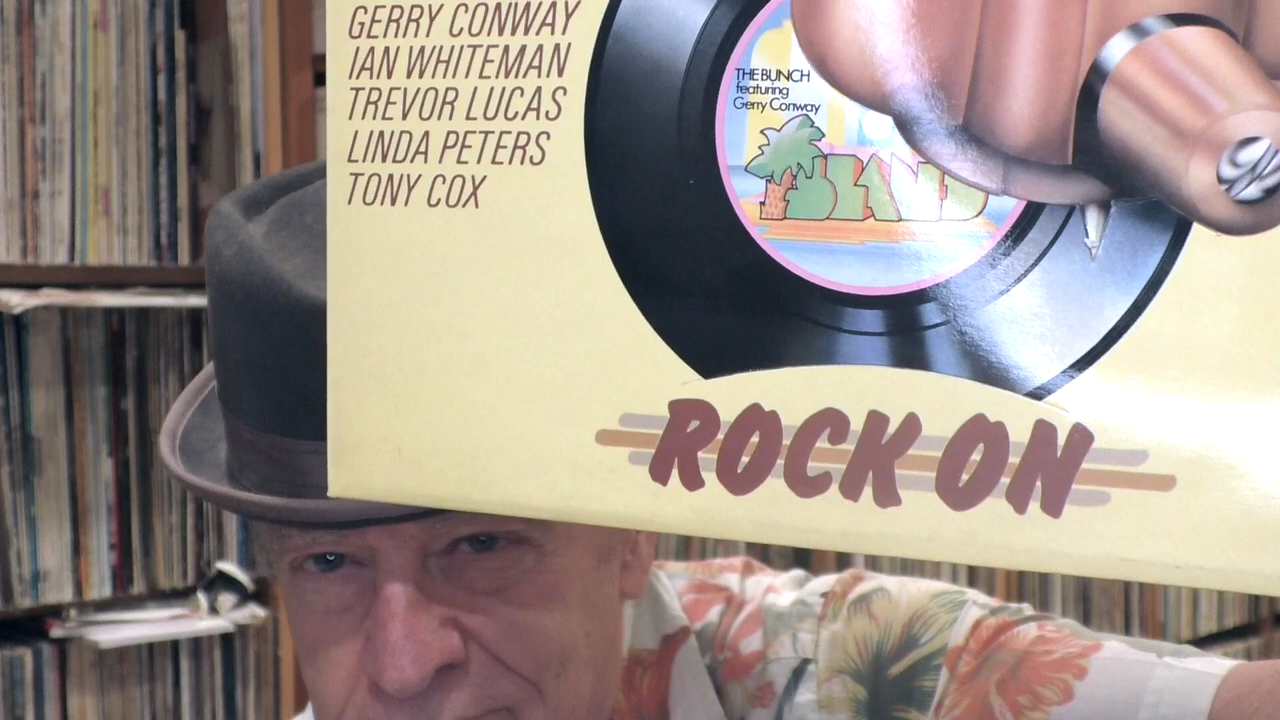 GERRY CONWAY
IAN WHITEMAN
TREVOR LUCAS
LINDA PETERS
TONY COX
THE BUNCH
featuring
Gerry Conway
ISLAND
ROCK ON